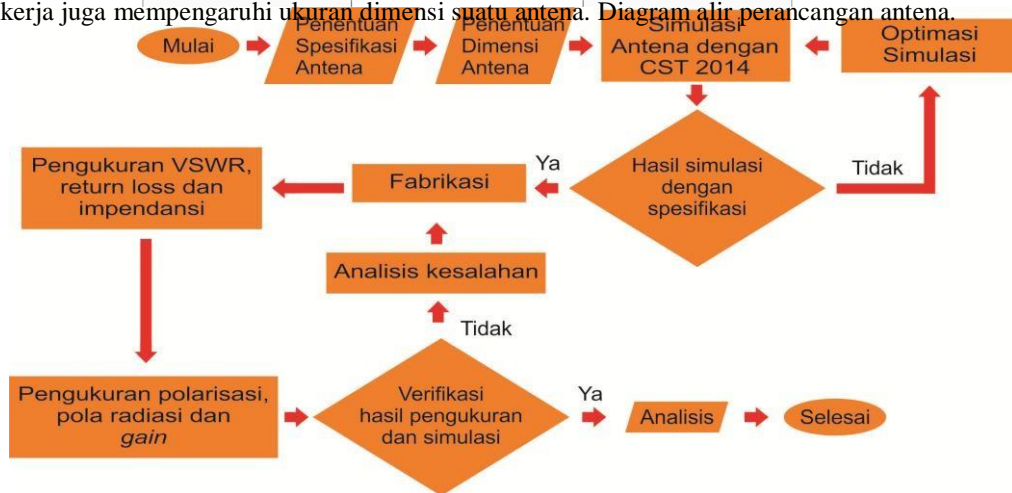 kerja juga mempengaruhi ukuran dimensi suatu antena. Diagram alir perancangan antena.
Mulai
Penentuan
Spesifikasi
Antena
Penentuan
Dimensi
Antena
Simulasi
Antena dengan
CST 2014
Optimasi
Simulasi
Hasil simulasi
dengan
spesifikasi
Tidak
Ya
Fabrikasi
Pengukuran VSWR,
return loss dan
impendansi
Analisis kesalahan
Tidak
Pengukuran polarisasi,
pola radiasi dan
gain
Verifikasi
hasil pengukuran
dan simulasi
Ya
Analisis
Selesai